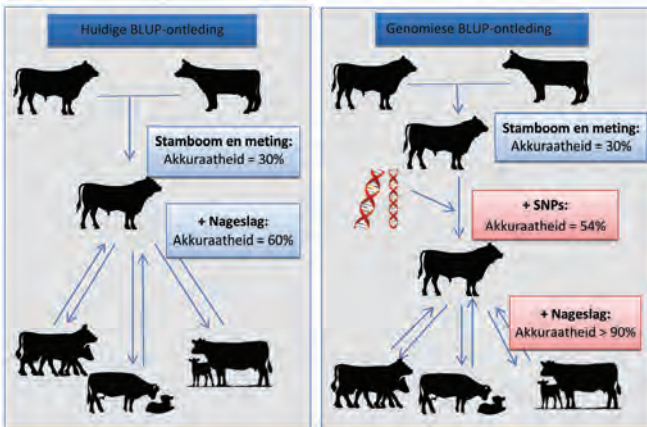 Huidige BLUP-ontleding
Stamboom en meting:
Akkuraatheid = 30%
+ Nageslag:
Akkuraatheid = 60%
Genomiese BLUP-ontleding
Stamboom en meting:
Akkuraatheid = 30%
+ SNPs:
Akkuraatheid = 54%
+ Nageslag:
Akkuraatheid > 90%